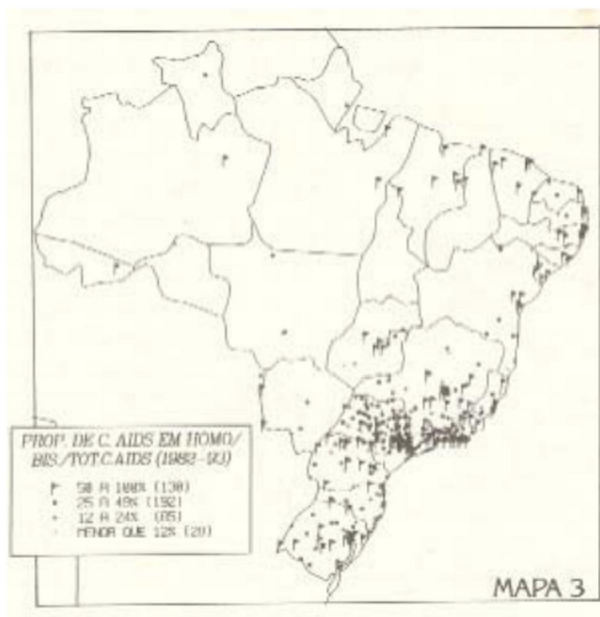 PROP. DE C. AIDS EM HOMO/
BIS./TOT.C.AIDS (1982-93)
50 A 100% (130)
25 A 49% (192)
12 A 24% (85)
MENOR QUE 12% (20)
MAPA 3